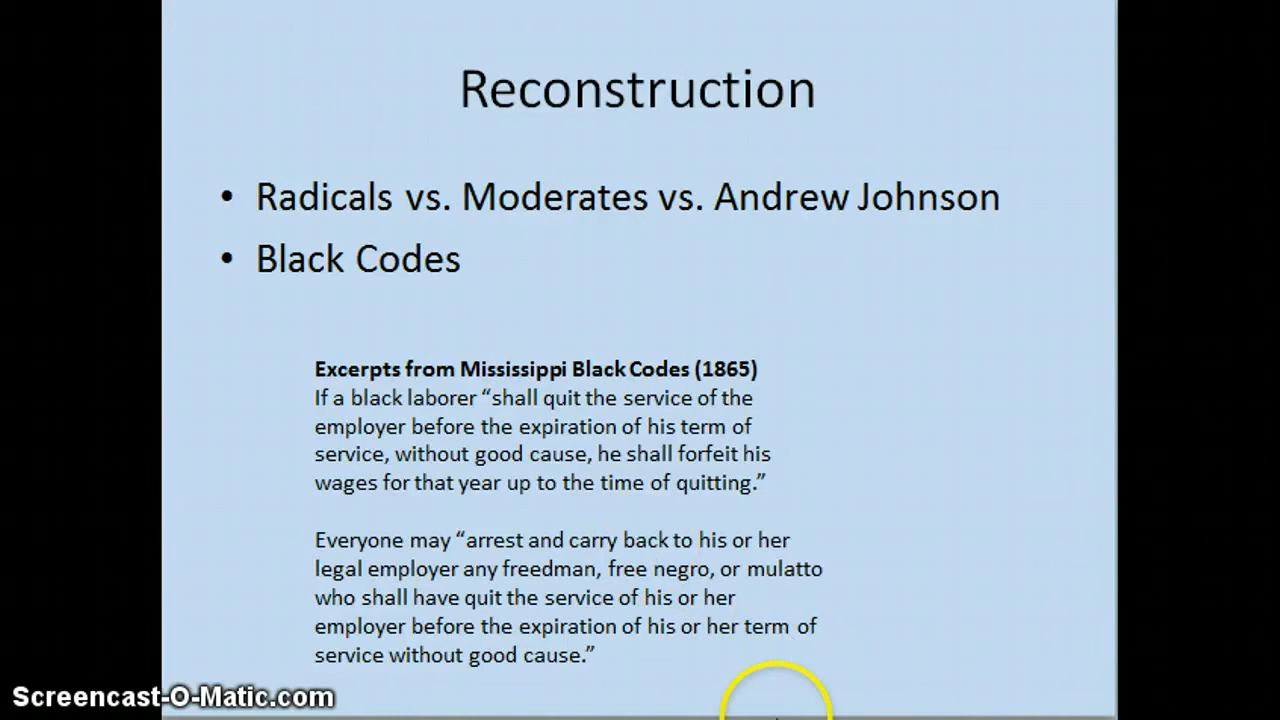 Reconstruction
• Radicals vs. Moderates vs. Andrew Johnson
• Black Codes
Excerpts from Mississippi Black Codes (1865)
If a black laborer “shall quit the service of the
employer before the expiration of his term of
service, without good cause, he shall forfeit his
wages for that year up to the time of quitting.”
Everyone may “arrest and carry back to his or her
legal employer any freedman, free negro, or mulatto
who shall have quit the service of his or her
employer before the expiration of his or her term of
service without good cause.”
Screencast-O-Matic.com